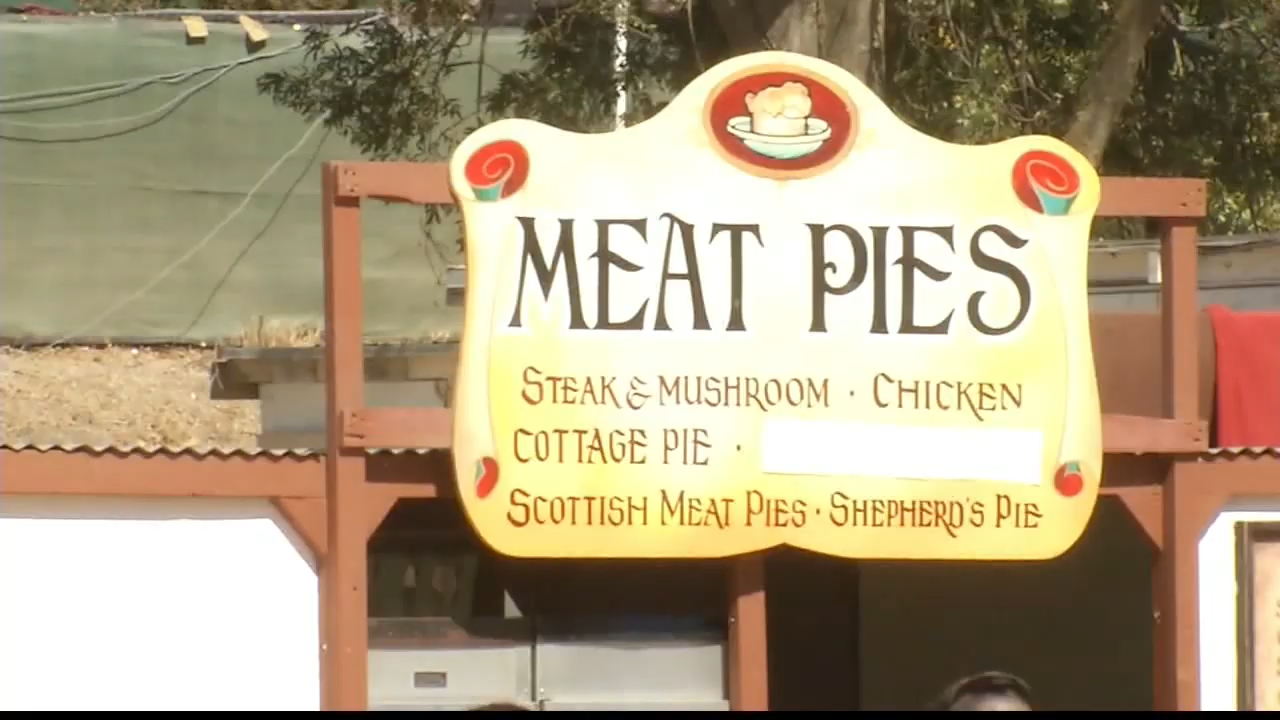 MEAT PIES
STEAK & MUSHROOM · CHICKEN
COTTAGE PIE ·
SCOTTISH MEAT PIES · SHEPHERD'S PIE